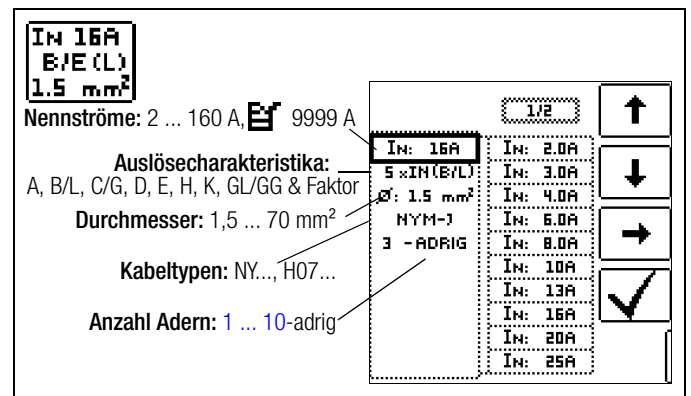 IN 16A
B/E(L)
1.5 mm²
Nennströme: 2 ... 160 A, 9999 A
Auslösecharakteristika:
A, B/L, C/G, D, E, H, K, GL/GG & Faktor
Durchmesser: 1,5 ... 70 mm²
Kabeltypen: NY..., H07...
Anzahl Adern: 1 ... 10-adrig
1/2
IN: 16A
5 xIN(B/L)
Ø: 1.5 mm²
NYM-J
3 -ADRIG
IN: 2.0A
IN: 3.0A
IN: 4.0A
IN: 6.0A
IN: 8.0A
IN: 10A
IN: 13A
IN: 16A
IN: 20A
IN: 25A